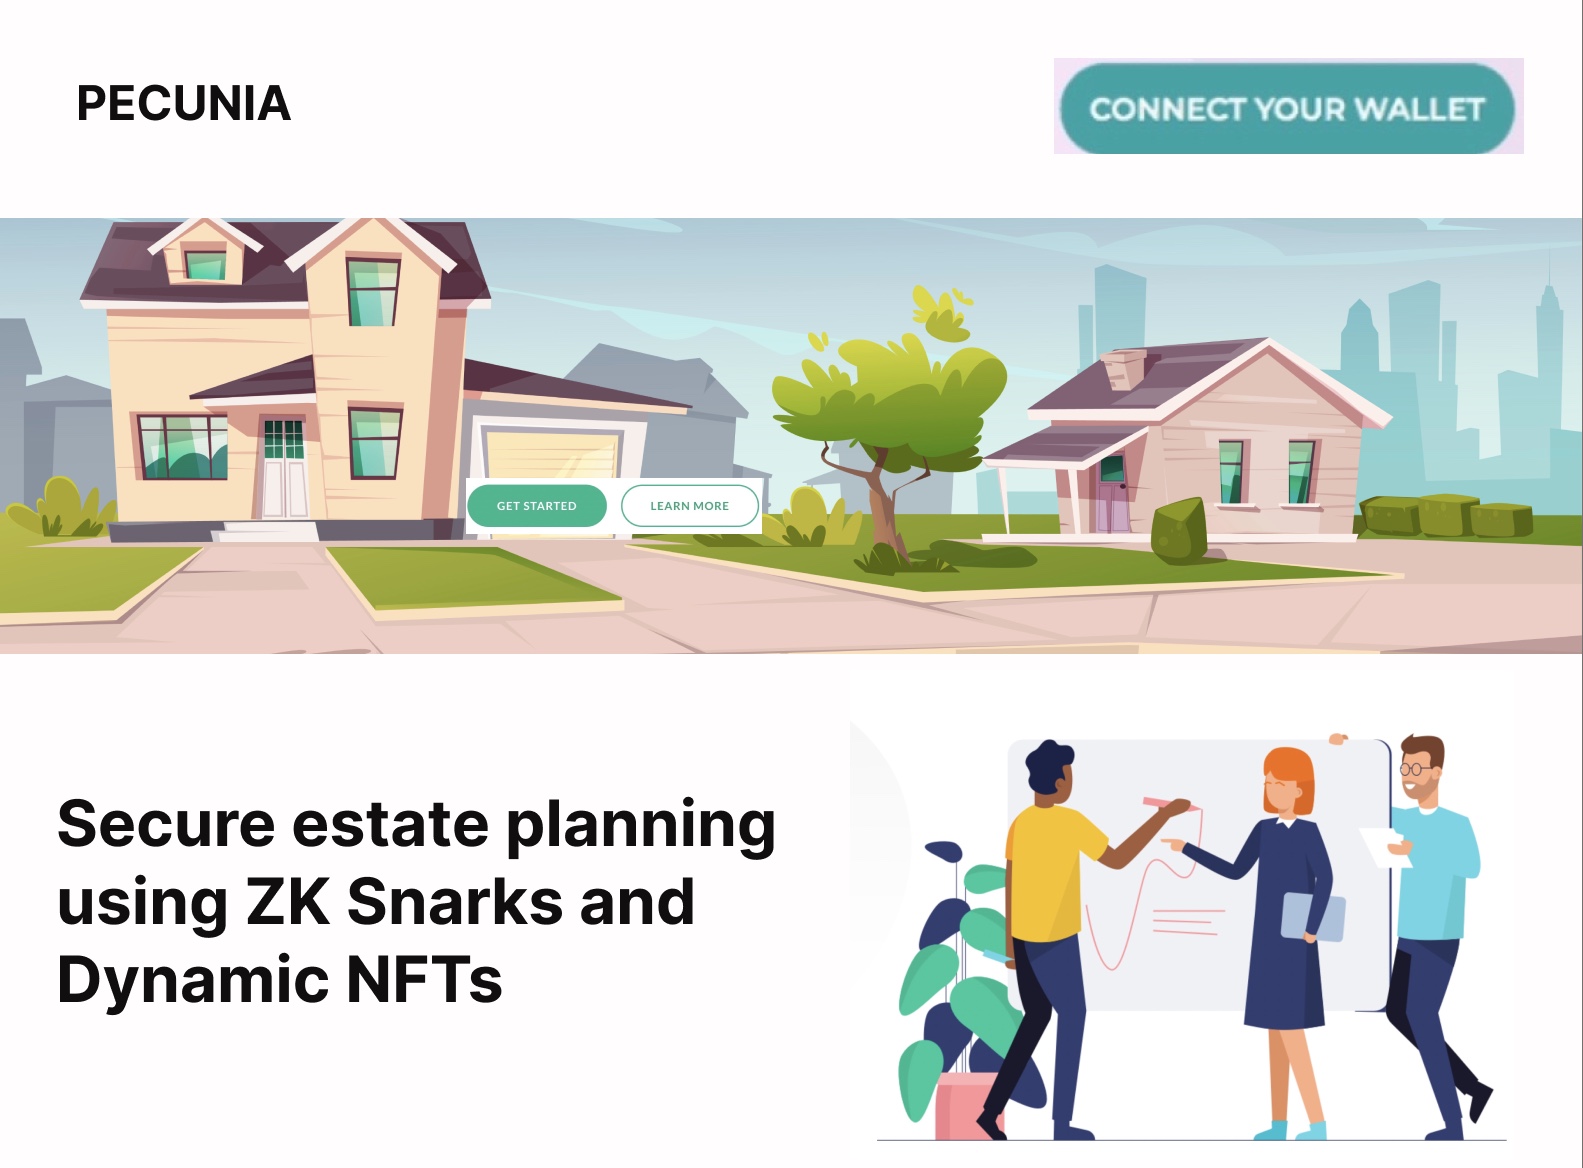 PECUNIA
CONNECT YOUR WALLET
GET STARTED
LEARN MORE
Secure estate planning
using ZK Snarks and
Dynamic NFTs